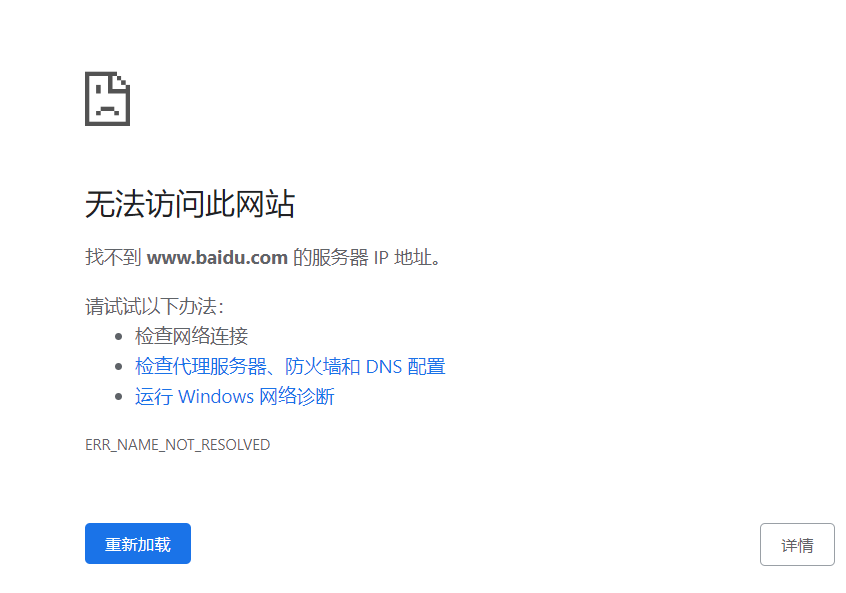 无法访问此网站
找不到 www.baidu.com 的服务器 IP 地址。
请试试以下办法：
检查网络连接
检查代理服务器、防火墙和 DNS 配置
运行 Windows 网络诊断
ERR_NAME_NOT_RESOLVED
重新加载
详情